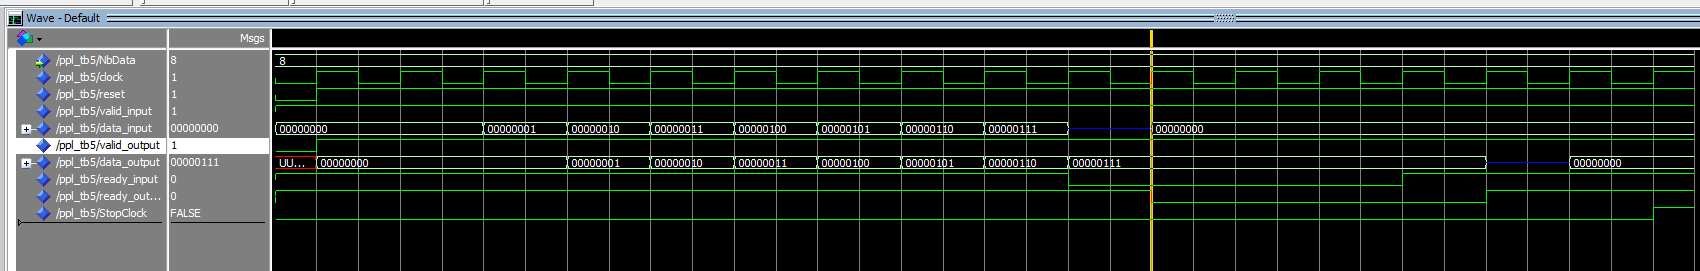 Wave - Default
Msgs
/ppl_tb5/NbData 8 8
/ppl_tb5/clock 1
/ppl_tb5/reset 1
/ppl_tb5/valid_input 1
/ppl_tb5/data_input 00000000 00000000 00000001 00000010 00000011 00000100 00000101 00000110 00000111 00000000
/ppl_tb5/valid_output 1
/ppl_tb5/data_output 00000111 UU... 00000000 00000001 00000010 00000011 00000100 00000101 00000110 00000111 00000000
/ppl_tb5/ready_input 0
/ppl_tb5/ready_out... 0
/ppl_tb5/StopClock FALSE